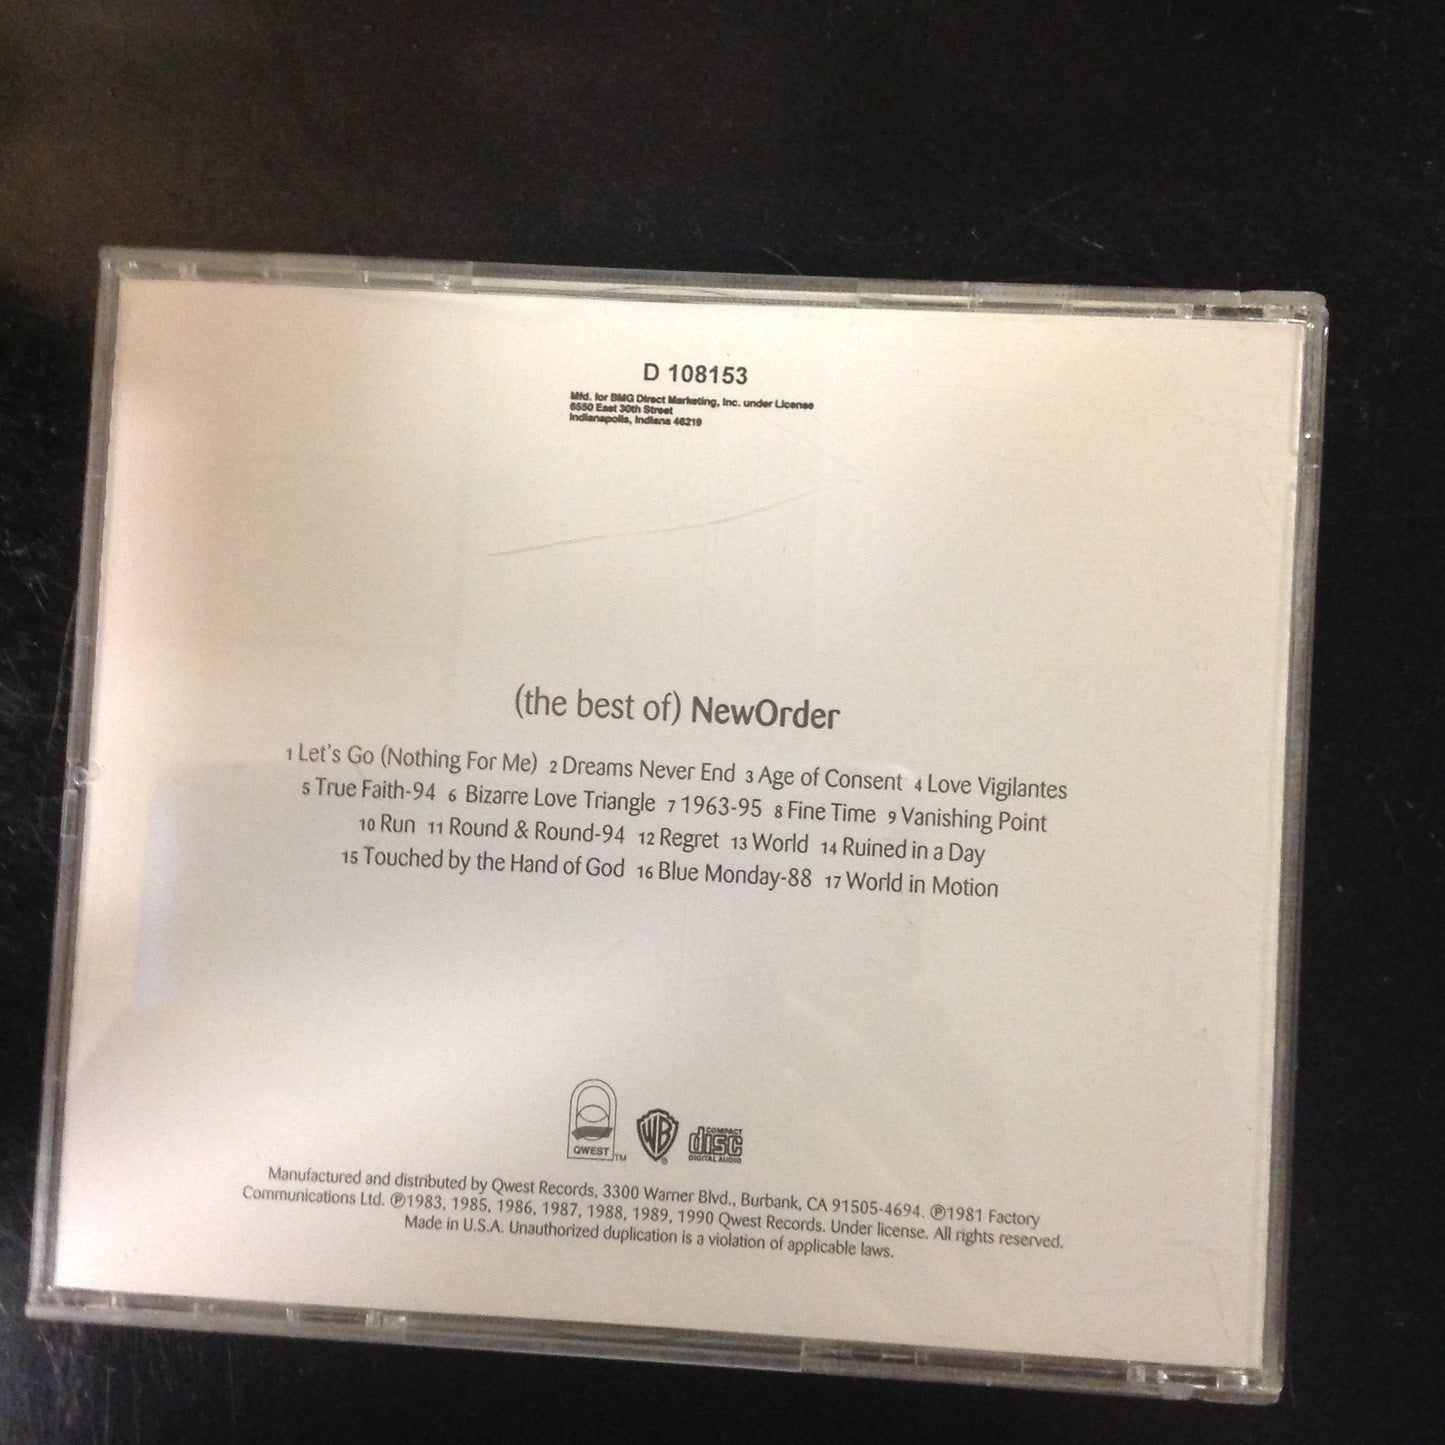 D 108153
Mfd. for BMG Direct Marketing, Inc. under License
6550 East 30th Street
Indianapolis, Indiana 46219
(the best of) NewOrder
1 Let's Go (Nothing For Me) 2 Dreams Never End 3 Age of Consent 4 Love Vigilantes
5 True Faith-94 6 Bizarre Love Triangle 7 1963-95 8 Fine Time 9 Vanishing Point
10 Run 11 Round & Round-94 12 Regret 13 World 14 Ruined in a Day
15 Touched by the Hand of God 16 Blue Monday-88 17 World in Motion
QWEST TM
WB ®
COMPACT
disc
DIGITAL AUDIO
Manufactured and distributed by Qwest Records, 3300 Warner Blvd., Burbank, CA 91505-4694. ℗1981 Factory
Communications Ltd. ℗1983, 1985, 1986, 1987, 1988, 1989, 1990 Qwest Records. Under license. All rights reserved.
Made in U.S.A. Unauthorized duplication is a violation of applicable laws.